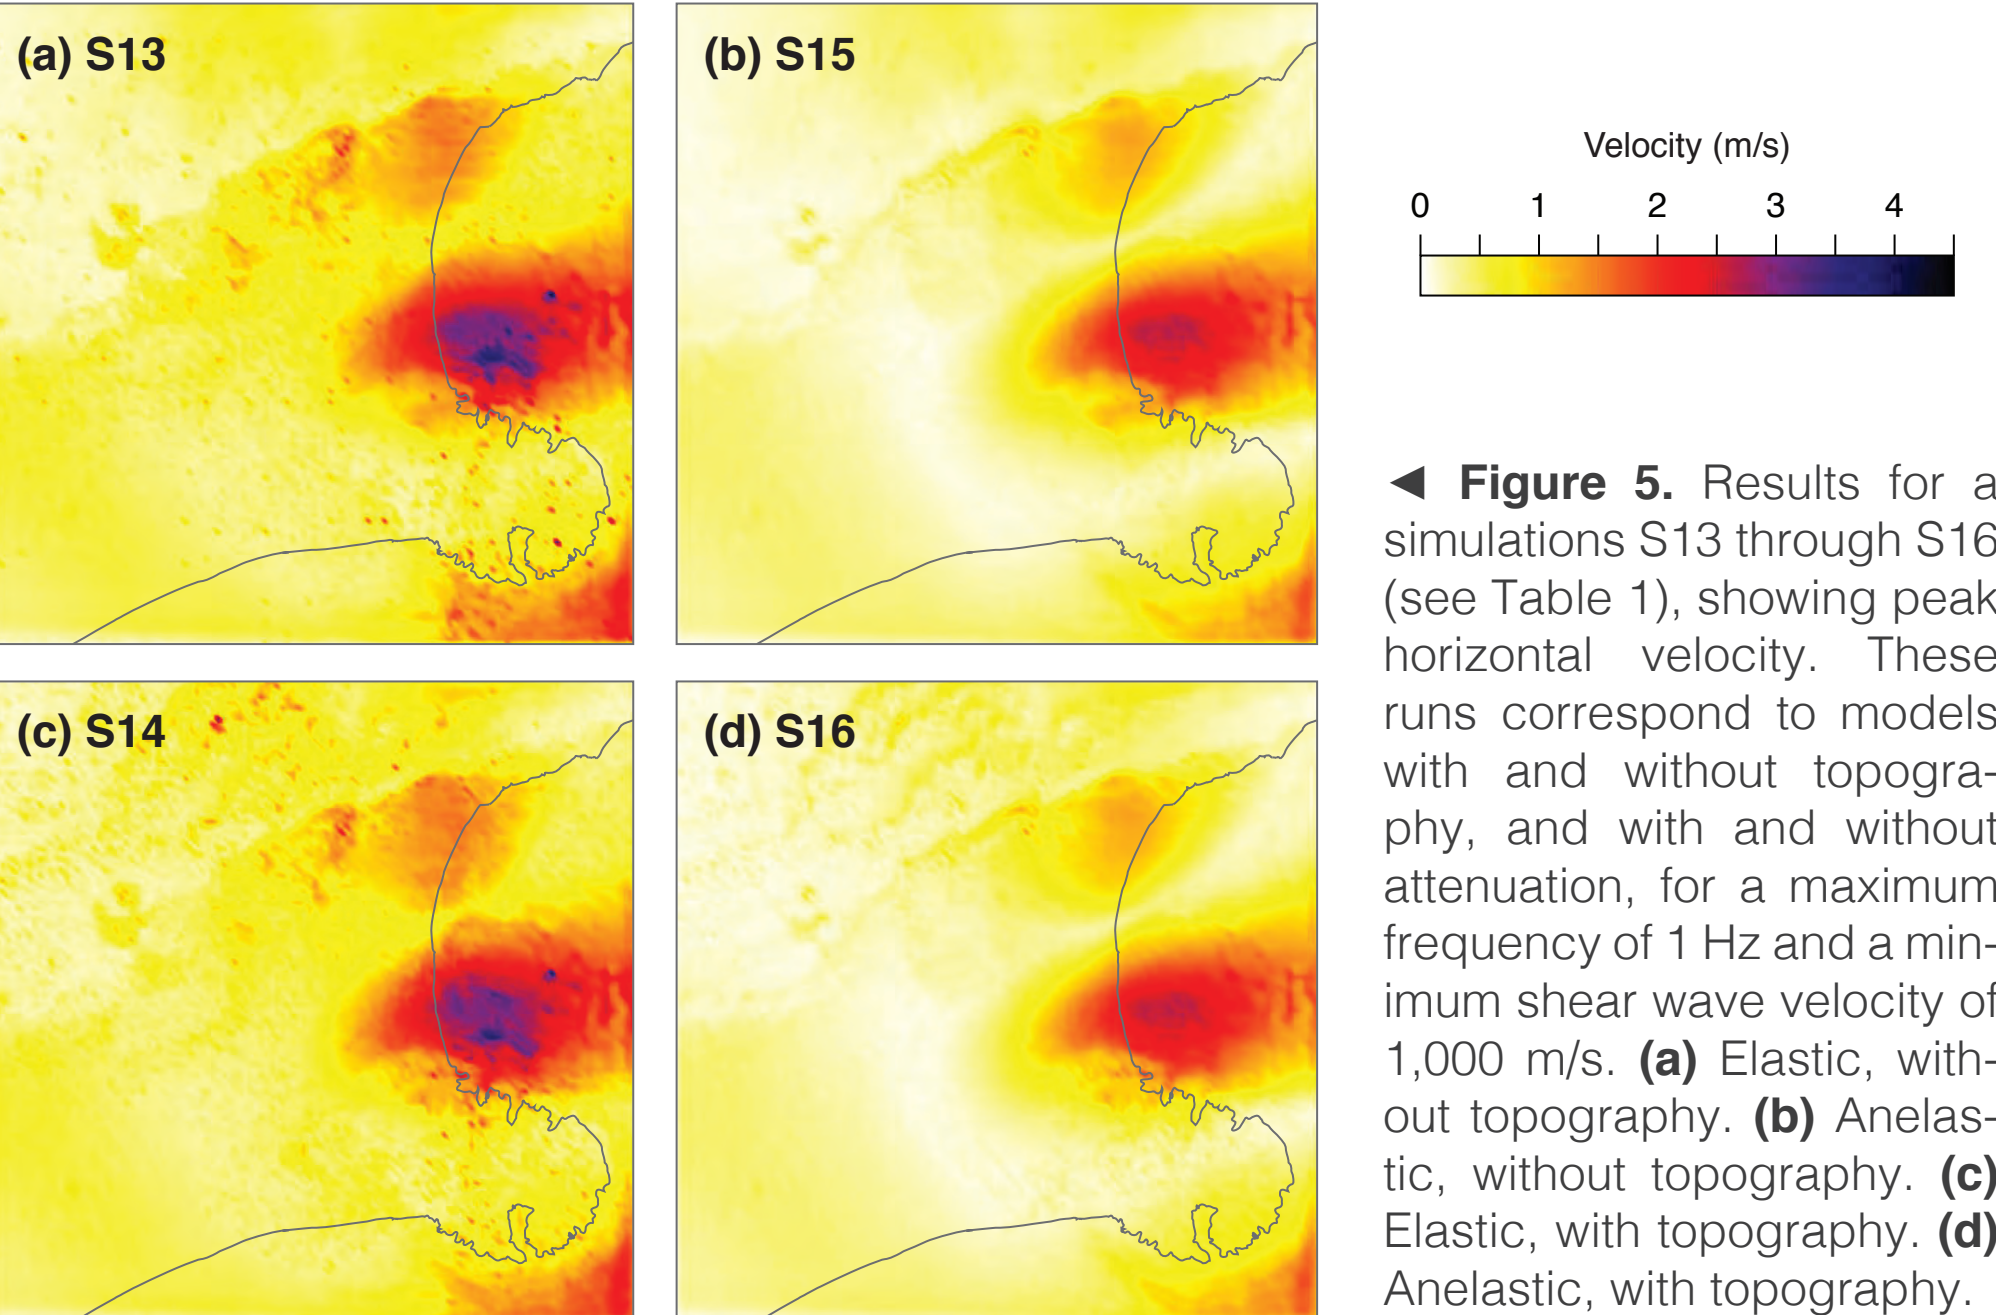 (a) S13
(b) S15
Velocity (m/s)
0 1 2 3 4
(c) S14
(d) S16
◄ Figure 5. Results for a
simulations S13 through S16
(see Table 1), showing peak
horizontal velocity. These
runs correspond to models
with and without topogra-
phy, and with and without
attenuation, for a maximum
frequency of 1 Hz and a min-
imum shear wave velocity of
1,000 m/s. (a) Elastic, with-
out topography. (b) Anelas-
tic, without topography. (c)
Elastic, with topography. (d)
Anelastic, with topography.